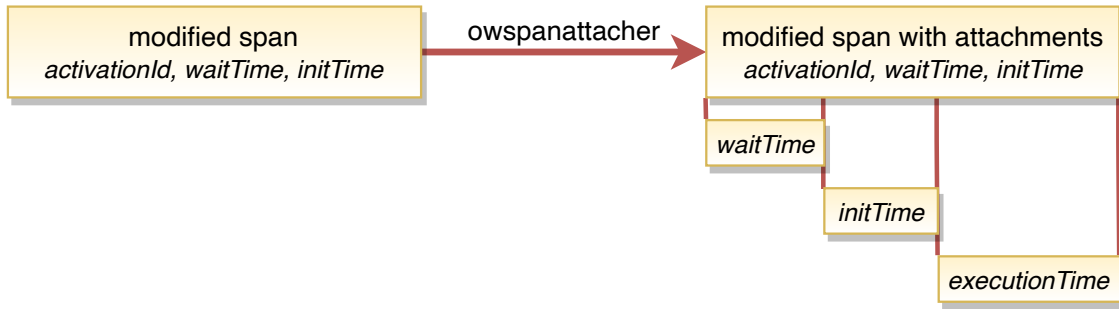 modified span
activationId, waitTime, initTime
owspanattacher
modified span with attachments
activationId, waitTime, initTime
waitTime
initTime
executionTime